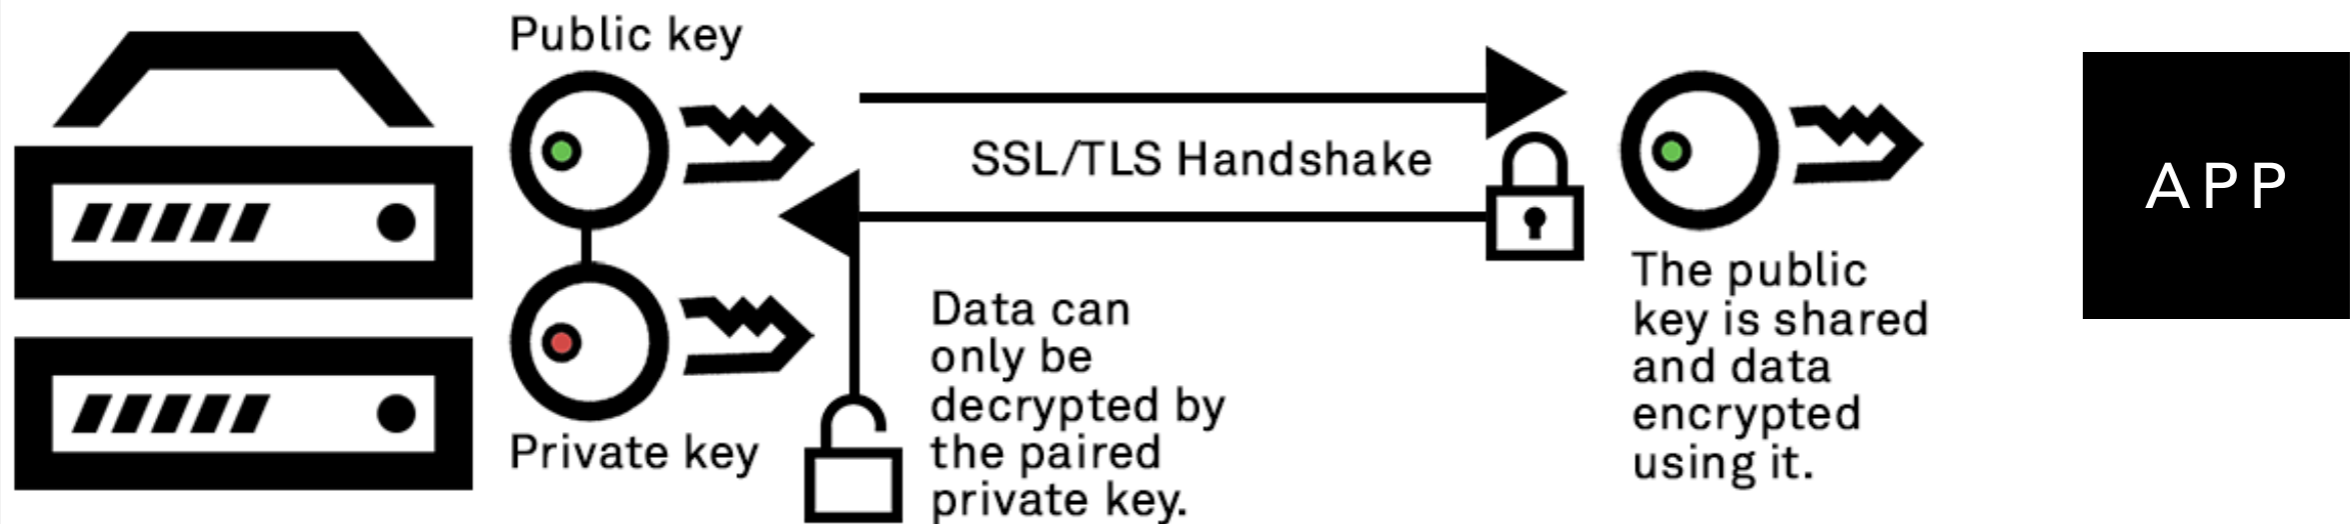 Public key
SSL/TLS Handshake
APP
The public
key is shared
and data
encrypted
using it.
Data can
only be
decrypted by
the paired
private key.
Private key